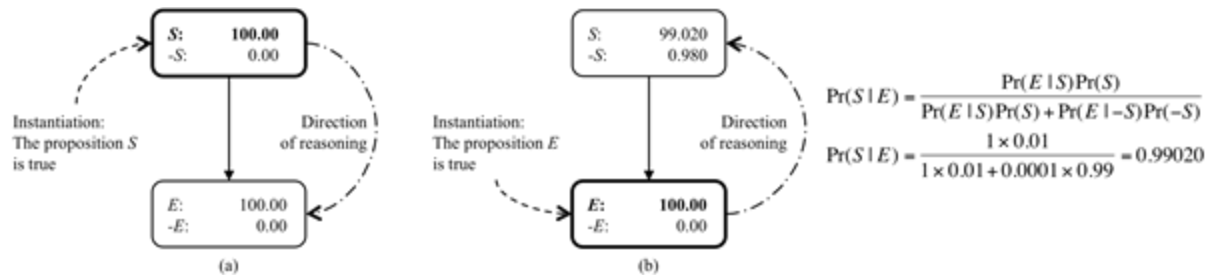 S: 100.00
-S: 0.00
Instantiation:
The proposition S
is true
Direction
of reasoning
E: 100.00
-E: 0.00
(a)
S: 99.020
-S: 0.980
Instantiation:
The proposition E
is true
Direction
of reasoning
E: 100.00
-E: 0.00
(b)
Pr(S | E) = Pr(E | S)Pr(S) / Pr(E | S)Pr(S) + Pr(E | -S)Pr(-S)
Pr(S | E) = 1 × 0.01 / 1 × 0.01 + 0.0001 × 0.99 = 0.99020